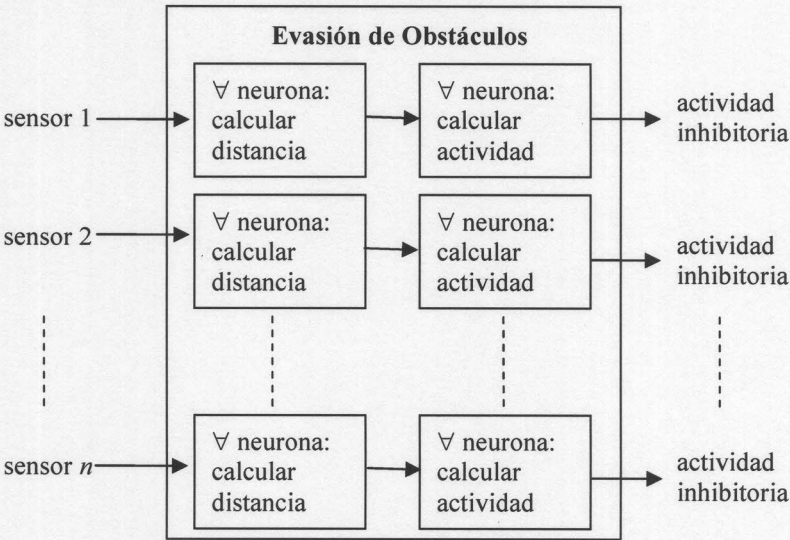 Evasión de Obstáculos
sensor 1
∀ neurona:
calcular
distancia
∀ neurona:
calcular
actividad
actividad
inhibitoria
sensor 2
∀ neurona:
calcular
distancia
∀ neurona:
calcular
actividad
actividad
inhibitoria
sensor n
∀ neurona:
calcular
distancia
∀ neurona:
calcular
actividad
actividad
inhibitoria